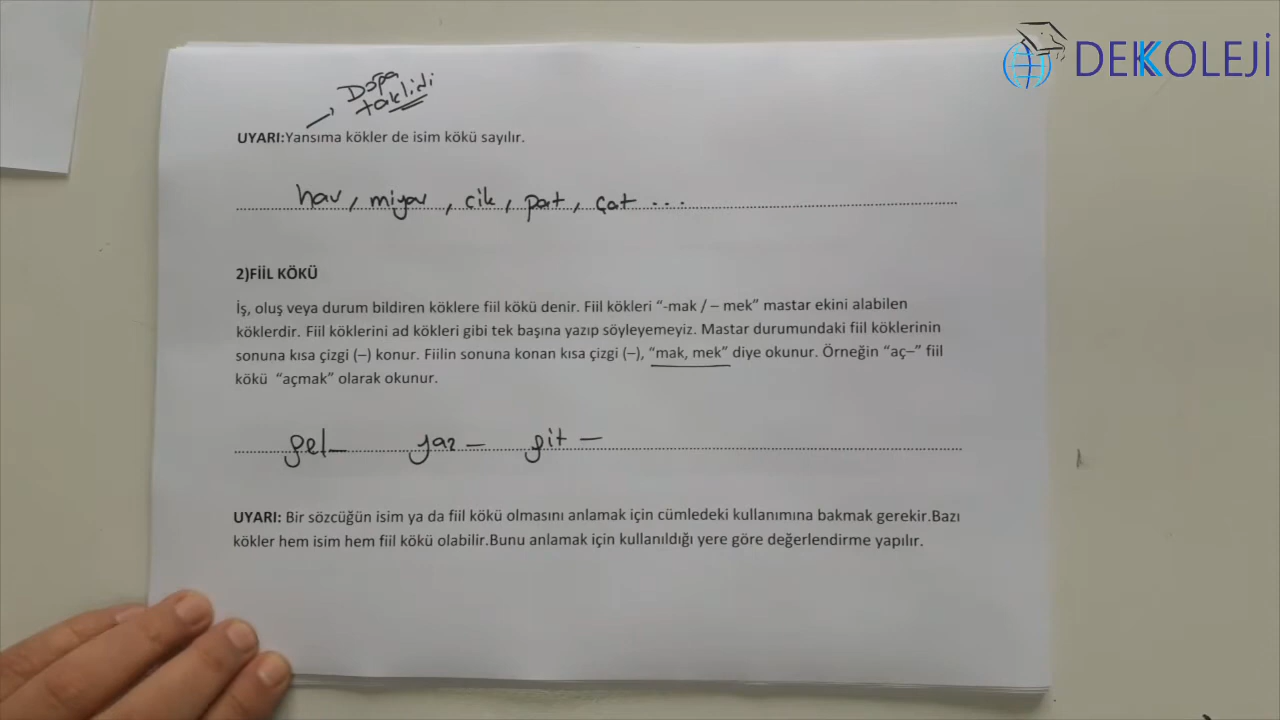 DEKKOLEJİ
Doğa
taklidi
UYARI:Yansıma kökler de isim kökü sayılır.
hav, miyav, cik, pat, çat ...
2)FİİL KÖKÜ
İş, oluş veya durum bildiren köklere fiil kökü denir. Fiil kökleri “-mak / – mek” mastar ekini alabilen
köklerdir. Fiil köklerini ad kökleri gibi tek başına yazıp söyleyemeyiz. Mastar durumundaki fiil köklerinin
sonuna kısa çizgi (–) konur. Fiilin sonuna konan kısa çizgi (–), “mak, mek” diye okunur. Örneğin “aç–” fiil
kökü “açmak” olarak okunur.
gel– yaz – git –
UYARI: Bir sözcüğün isim ya da fiil kökü olmasını anlamak için cümledeki kullanımına bakmak gerekir.Bazı
kökler hem isim hem fiil kökü olabilir.Bunu anlamak için kullanıldığı yere göre değerlendirme yapılır.